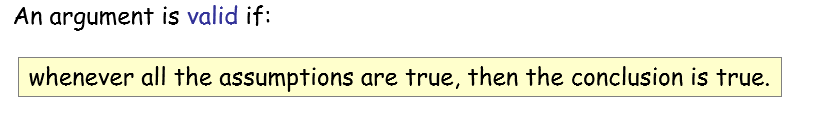 An argument is valid if:
whenever all the assumptions are true, then the conclusion is true.